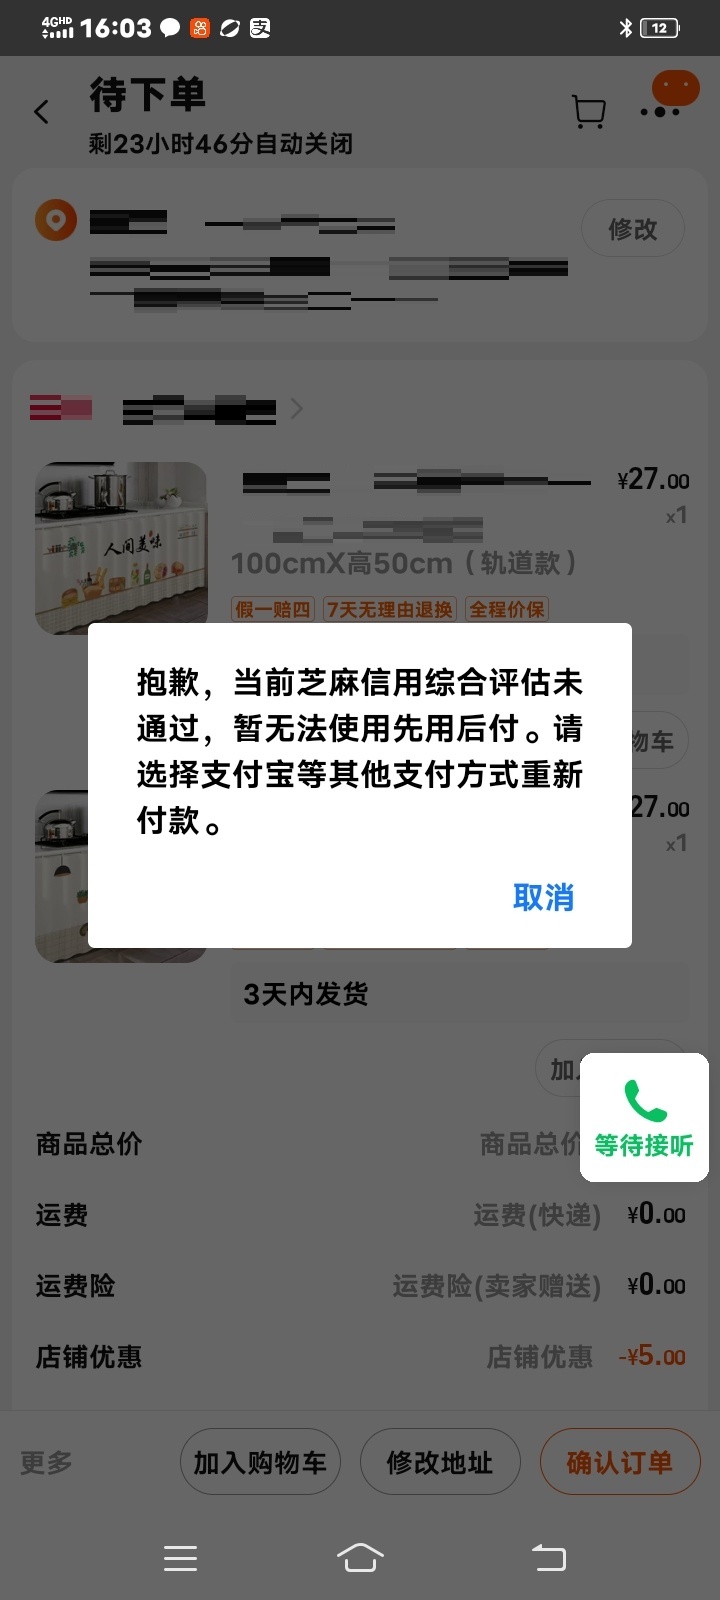 4GHD 16:03 支 12
待下单
剩23小时46分自动关闭
修改
¥27.00
x1
100cmX高50cm（轨道款）
假一赔四 7天无理由退换 全程价保
人间美味
抱歉，当前芝麻信用综合评估未
通过，暂无法使用先用后付。请
选择支付宝等其他支付方式重新
付款。
取消
物车
27.00
x1
3天内发货
加入
等待接听
商品总价 商品总价
运费 运费(快递) ¥0.00
运费险 运费险(卖家赠送) ¥0.00
店铺优惠 店铺优惠 -¥5.00
更多 加入购物车 修改地址 确认订单